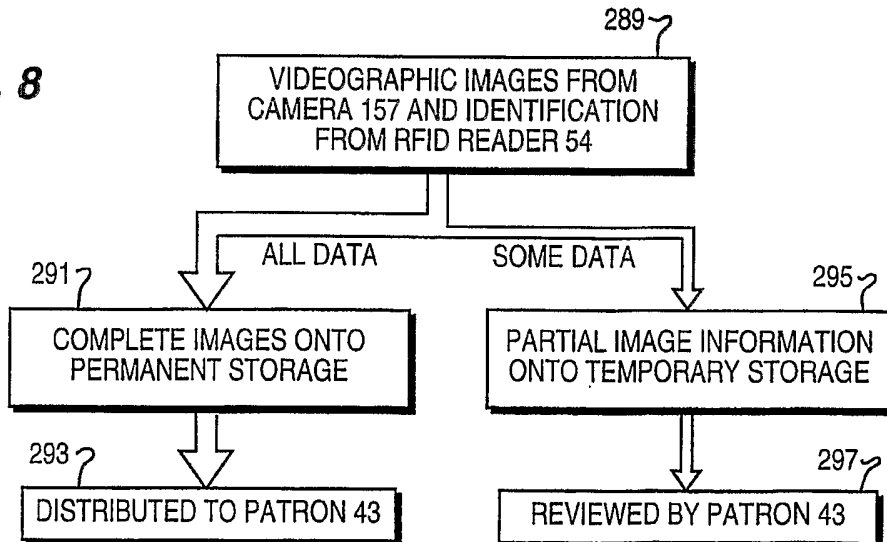 8
289
VIDEOGRAPHIC IMAGES FROM
CAMERA 157 AND IDENTIFICATION
FROM RFID READER 54
ALL DATA
SOME DATA
291
COMPLETE IMAGES ONTO
PERMANENT STORAGE
295
PARTIAL IMAGE INFORMATION
ONTO TEMPORARY STORAGE
293
DISTRIBUTED TO PATRON 43
297
REVIEWED BY PATRON 43